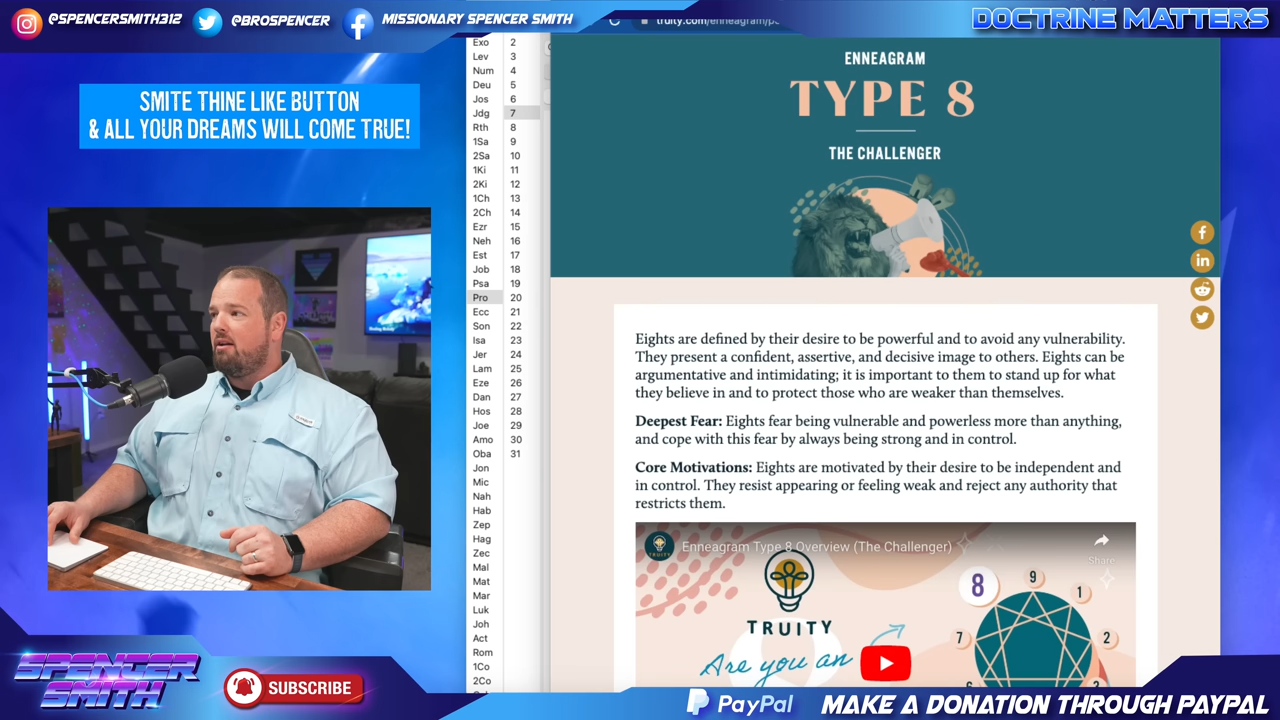 @SPENCERSMITH312
@BROSPENCER
MISSIONARY SPENCER SMITH
DOCTRINE MATTERS
SMITE THINE LIKE BUTTON
& ALL YOUR DREAMS WILL COME TRUE!
Exo 2
Lev 3
Num 4
Deu 5
Jos 6
Jdg 7
Rth 8
1Sa 9
2Sa 10
1Ki 11
2Ki 12
1Ch 13
2Ch 14
Ezr 15
Neh 16
Est 17
Job 18
Psa 19
Pro 20
Ecc 21
Son 22
Isa 23
Jer 24
Lam 25
Eze 26
Dan 27
Hos 28
Joe 29
Amo 30
Oba 31
Jon
Mic
Nah
Hab
Zep
Hag
Zec
Mal
Mat
Mar
Luk
Joh
Act
Rom
1Co
2Co
truity.com/enneagram/
ENNEAGRAM
TYPE 8
THE CHALLENGER
Eights are defined by their desire to be powerful and to avoid any vulnerability.
They present a confident, assertive, and decisive image to others. Eights can be
argumentative and intimidating; it is important to them to stand up for what
they believe in and to protect those who are weaker than themselves.
Deepest Fear: Eights fear being vulnerable and powerless more than anything,
and cope with this fear by always being strong and in control.
Core Motivations: Eights are motivated by their desire to be independent and
in control. They resist appearing or feeling weak and reject any authority that
restricts them.
TRUITY
Enneagram Type 8 Overview (The Challenger)
Share
TRUITY
Are you an
8
9
1
7
2
SPENCER
SMITH
SUBSCRIBE
PayPal
MAKE A DONATION THROUGH PAYPAL